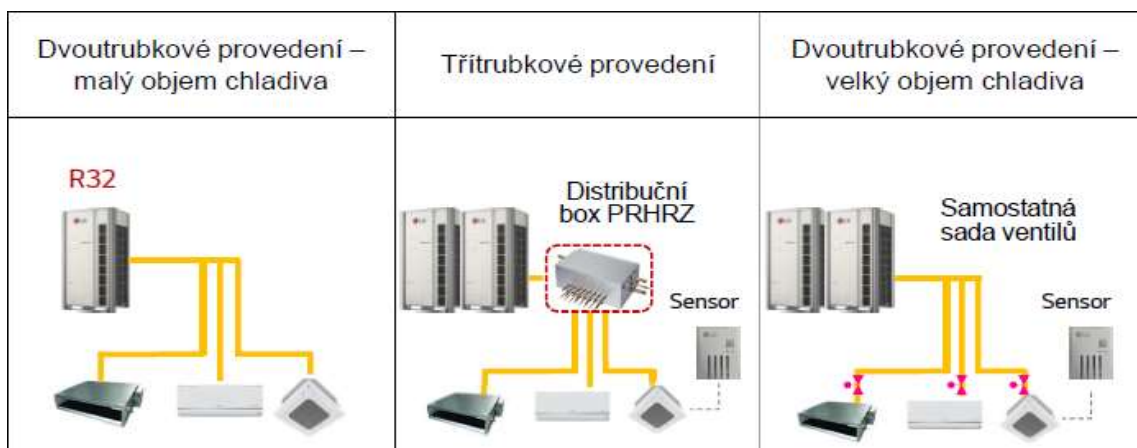 Dvoutrubkové provedení –
malý objem chladiva
Třítrubkové provedení
Dvoutrubkové provedení –
velký objem chladiva
R32
Distribuční
box PRHRZ
Sensor
Samostatná
sada ventilů
Sensor